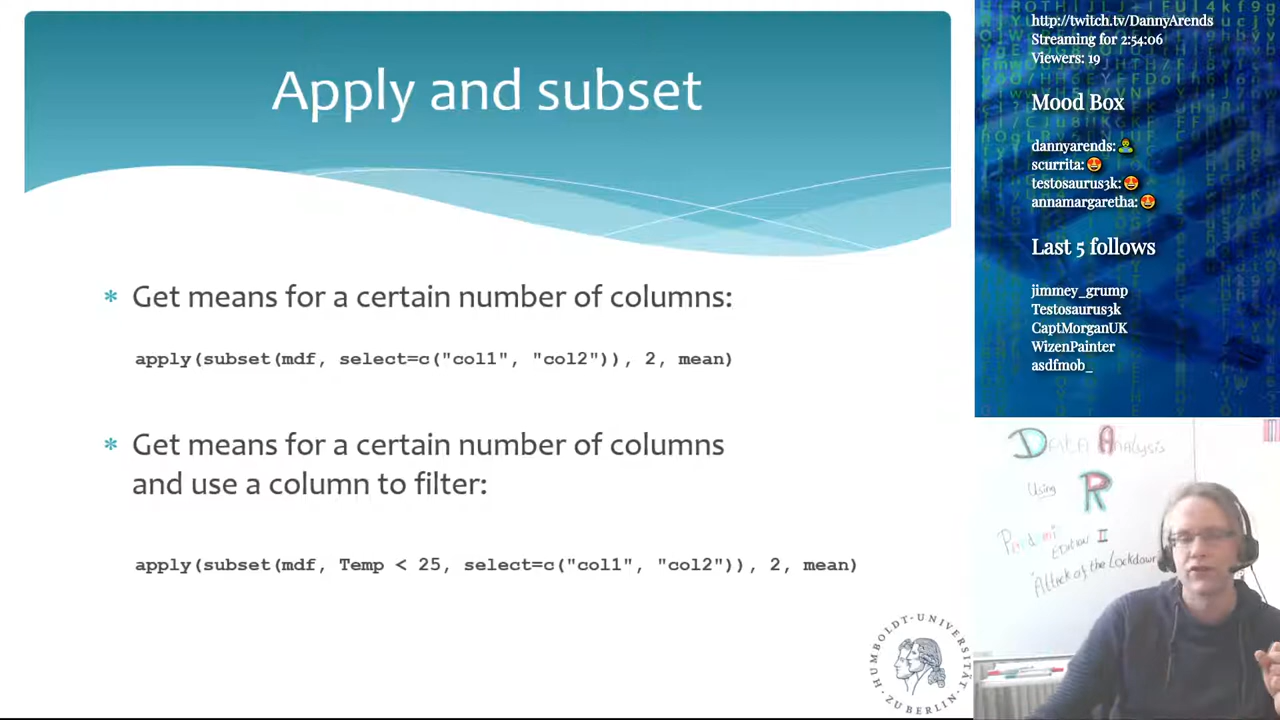 Apply and subset
* Get means for a certain number of columns:
apply(subset(mdf, select=c("col1", "col2")), 2, mean)
* Get means for a certain number of columns
and use a column to filter:
apply(subset(mdf, Temp < 25, select=c("col1", "col2")), 2, mean)
HUMBOLDT-UNIVERSITÄT
ZU BERLIN
http://twitch.tv/DannyArends
Streaming for 2:54:06
Viewers: 19
Mood Box
dannyarends:
scurrita:
testosaurus3k:
annamargaretha:
Last 5 follows
jimmey_grump
Testosaurus3k
CaptMorganUK
WizenPainter
asdfmob_
Data Analysis
Using R
EDITION II
"Attack of the Lockdown